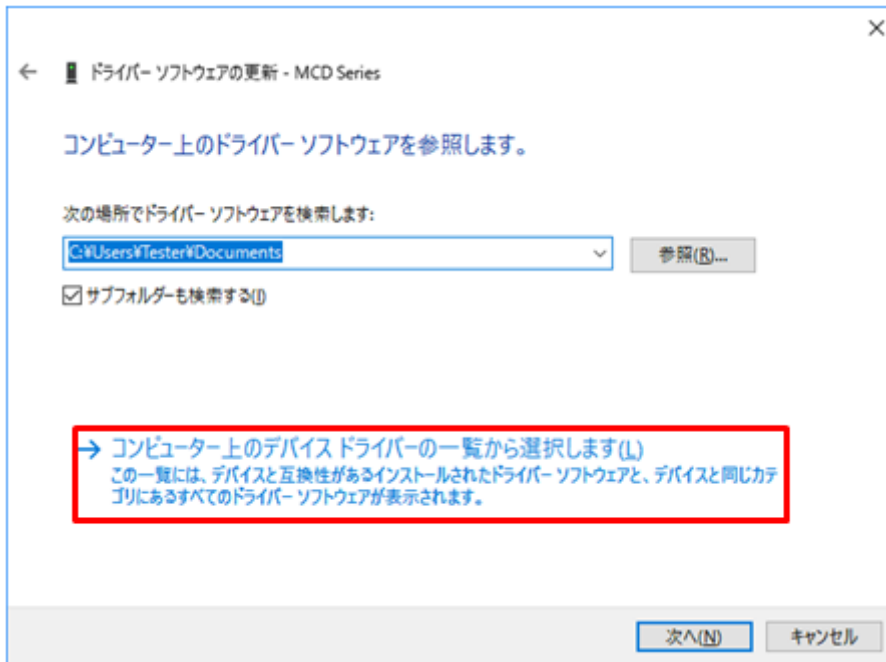 ドライバー ソフトウェアの更新 - MCD Series
コンピューター上のドライバー ソフトウェアを参照します。
次の場所でドライバー ソフトウェアを検索します:
C:¥Users¥Tester¥Documents
参照(R)...
サブフォルダーも検索する(I)
コンピューター上のデバイス ドライバーの一覧から選択します(L)
この一覧には、デバイスと互換性があるインストールされたドライバー ソフトウェアと、デバイスと同じカテ
ゴリにあるすべてのドライバー ソフトウェアが表示されます。
次へ(N)
キャンセル